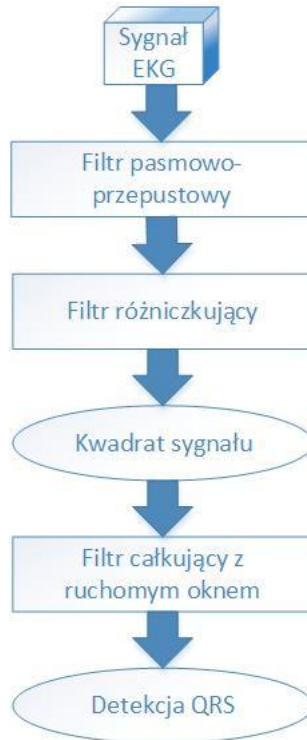 Sygnał
EKG
Filtr pasmowo-
przepustowy
Filtr różniczkujący
Kwadrat sygnału
Filtr całkujący z
ruchomym oknem
Detekcja QRS